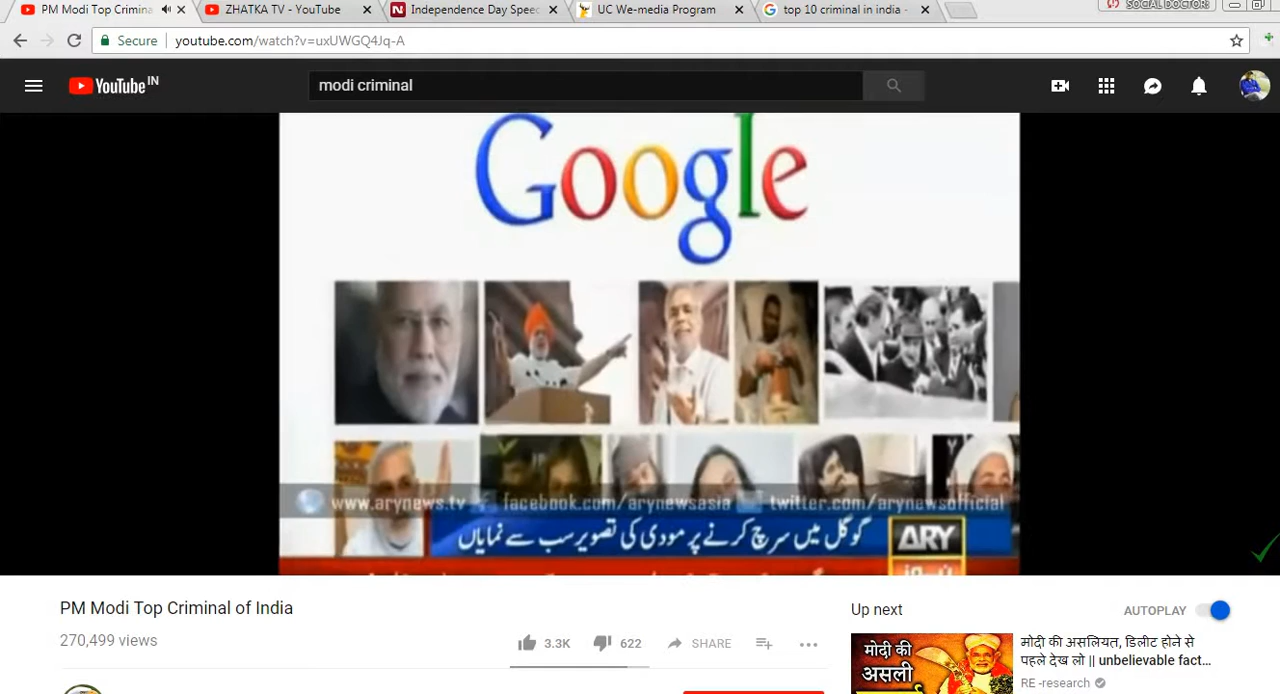 PM Modi Top Crimina
ZHATKA TV - YouTube
Independence Day Speec
UC We-media Program
top 10 criminal in india -
SOCIAL DOCTOR
Secure
youtube.com/watch?v=uxUWGQ4Jq-A
YouTube IN
modi criminal
Google
www.arynews.tv
facebook.com/arynewsasia
twitter.com/arynewsofficial
گوگل میں سرچ کرنے پر مودی کی تصویر سب سے نمایاں
ARY
PM Modi Top Criminal of India
270,499 views
3.3K
622
SHARE
Up next
AUTOPLAY
मोदी की
असली
मोदी की असलियत, डिलीट होने से
पहले देख लो || unbelievable fact...
RE -research